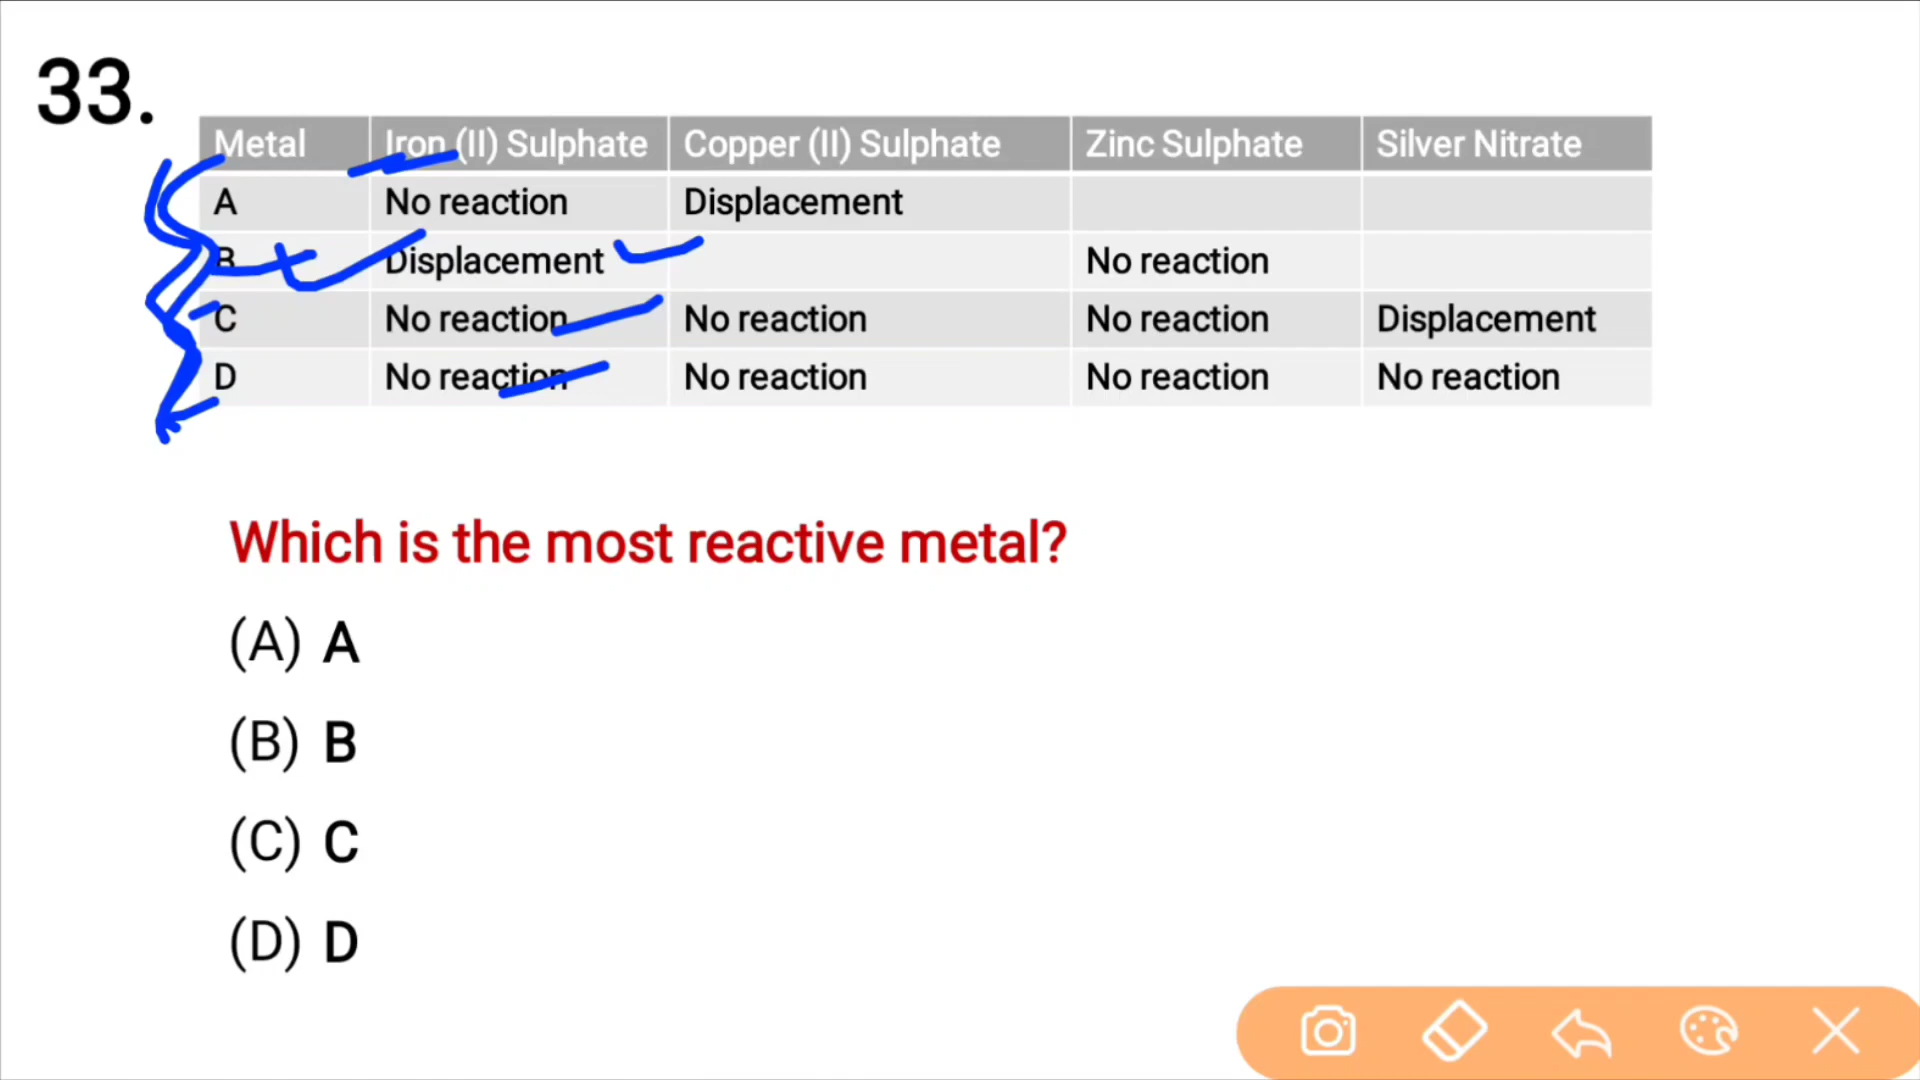 33.
Metal Iron (II) Sulphate Copper (II) Sulphate Zinc Sulphate Silver Nitrate
A No reaction Displacement
B Displacement No reaction
C No reaction No reaction No reaction Displacement
D No reaction No reaction No reaction No reaction
Which is the most reactive metal?
(A) A
(B) B
(C) C
(D) D